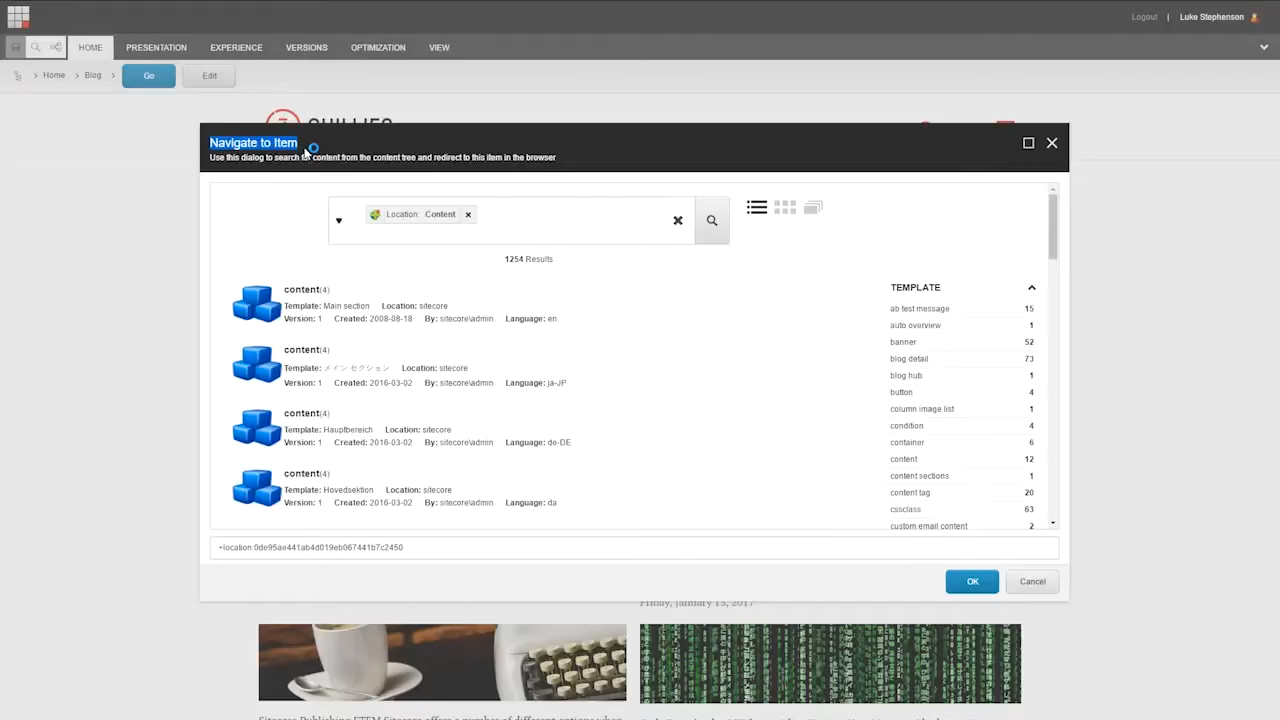 Logout | Luke Stephenson
HOME PRESENTATION EXPERIENCE VERSIONS OPTIMIZATION VIEW
> Home > Blog > Go Edit
Navigate to Item
Use this dialog to search for content from the content tree and redirect to this item in the browser
Location: Content
1254 Results
content(4)
Template: Main section Location: sitecore
Version: 1 Created: 2008-08-18 By: sitecore\admin Language: en
content(4)
Template: メイン セクション Location: sitecore
Version: 1 Created: 2016-03-02 By: sitecore\admin Language: ja-JP
content(4)
Template: Hauptbereich Location: sitecore
Version: 1 Created: 2016-03-02 By: sitecore\admin Language: de-DE
content(4)
Template: Hovedsektion Location: sitecore
Version: 1 Created: 2016-03-02 By: sitecore\admin Language: da
TEMPLATE
ab test message 15
auto overview 1
banner 52
blog detail 73
blog hub 1
button 4
column image list 1
condition 4
container 6
content 12
content sections 1
content tag 20
cssclass 63
custom email content 2
+location:0de95ae441ab4d019eb067441b7c2450
OK Cancel
Friday, January 13, 2017